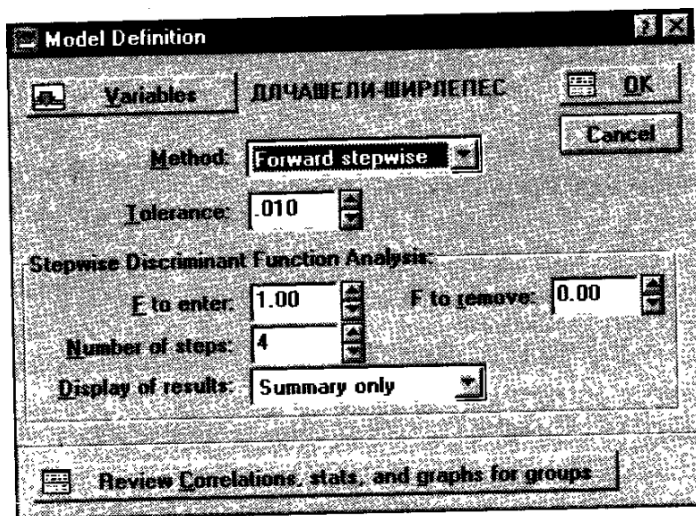 Model Definition
Variables ДЛЧАШЕЛИ-ШИРЛЕПЕС OK
Cancel
Method: Forward stepwise
Tolerance: .010
Stepwise Discriminant Function Analysis:
F to enter: 1.00 F to remove: 0.00
Number of steps: 4
Display of results: Summary only
Review Correlations, stats, and graphs for groups